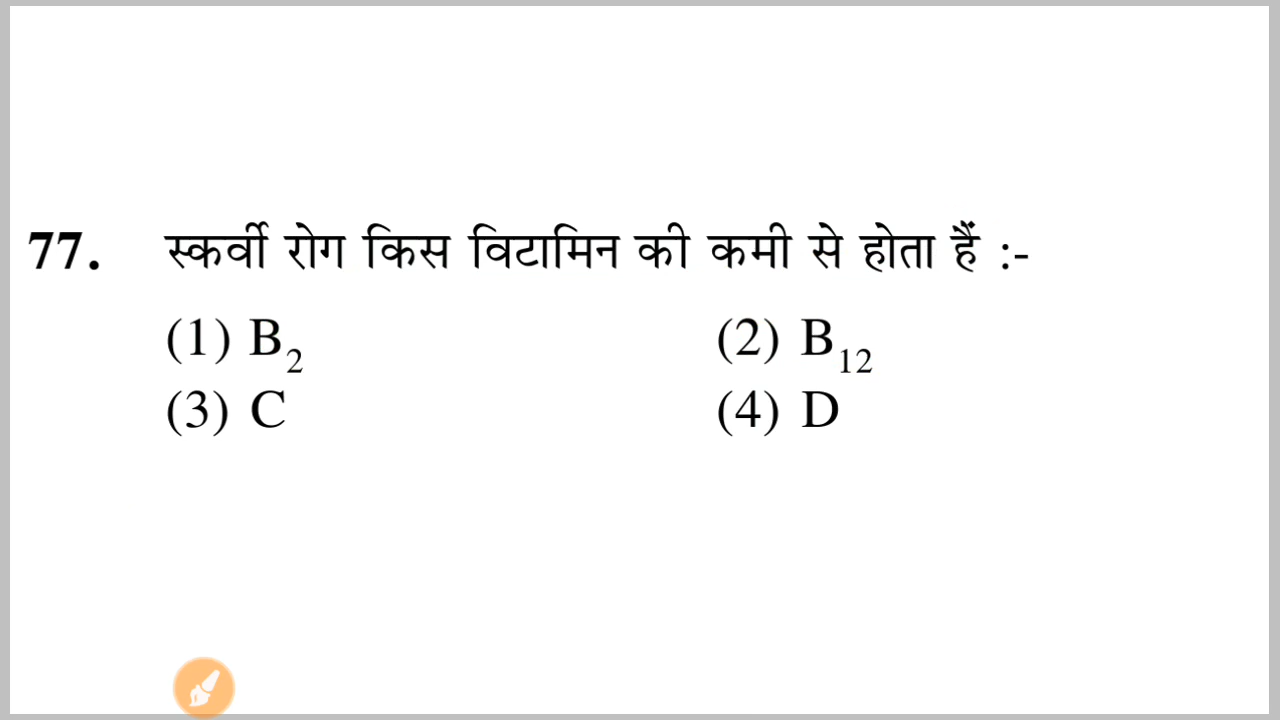 77. स्कर्वी रोग किस विटामिन की कमी से होता हैं :-
(1) B₂ (2) B₁₂
(3) C (4) D